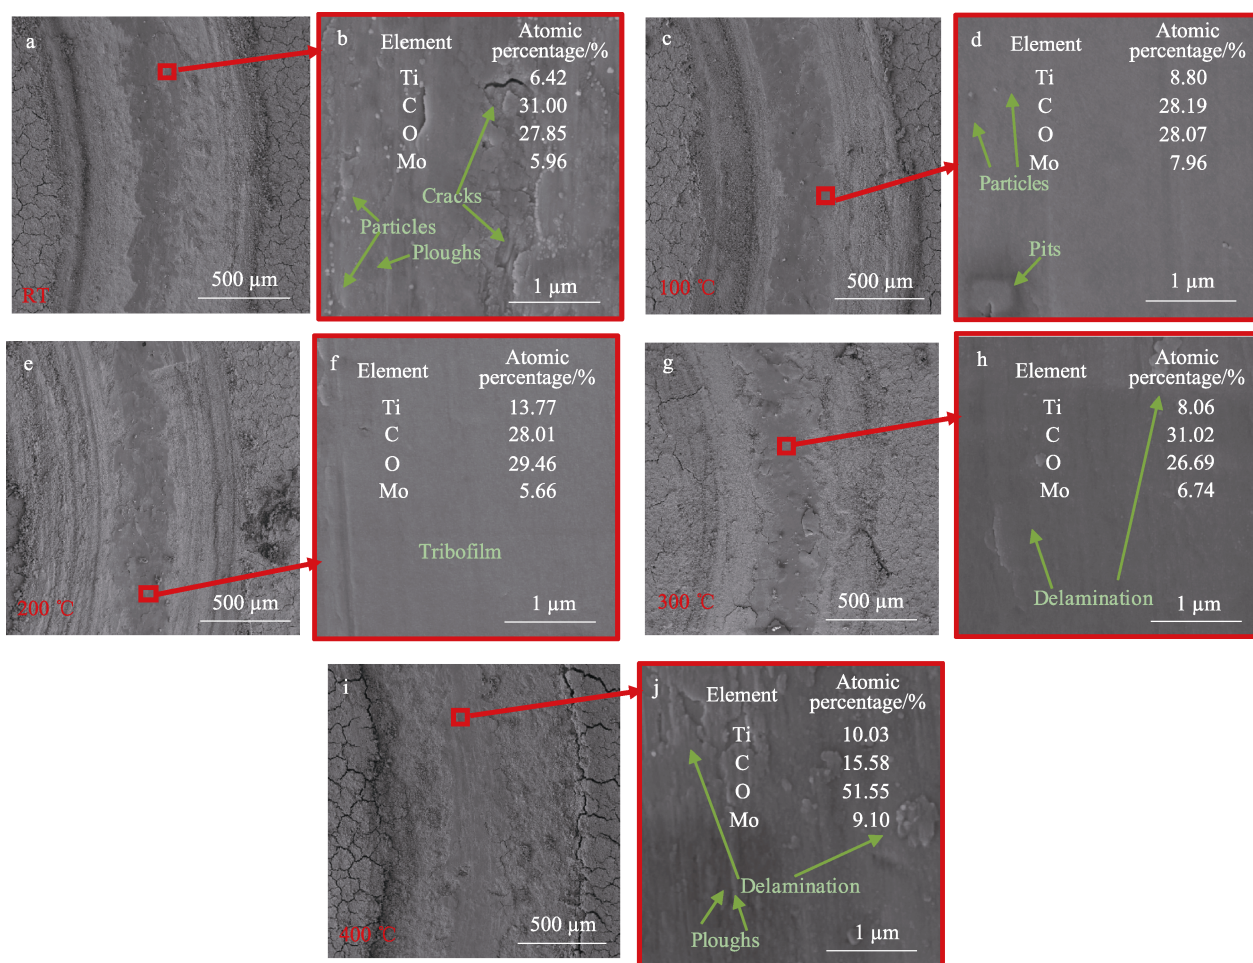 a
RT
500 µm
b
Element Atomic percentage/%
Ti 6.42
C 31.00
O 27.85
Mo 5.96
Cracks
Particles
Ploughs
1 µm
c
100 ℃
500 µm
d
Element Atomic percentage/%
Ti 8.80
C 28.19
O 28.07
Mo 7.96
Particles
Pits
1 µm
e
200 ℃
500 µm
f
Element Atomic percentage/%
Ti 13.77
C 28.01
O 29.46
Mo 5.66
Tribofilm
1 µm
g
300 ℃
500 µm
h
Element Atomic percentage/%
Ti 8.06
C 31.02
O 26.69
Mo 6.74
Delamination
1 µm
i
400 ℃
500 µm
j
Element Atomic percentage/%
Ti 10.03
C 15.58
O 51.55
Mo 9.10
Delamination
Ploughs
1 µm